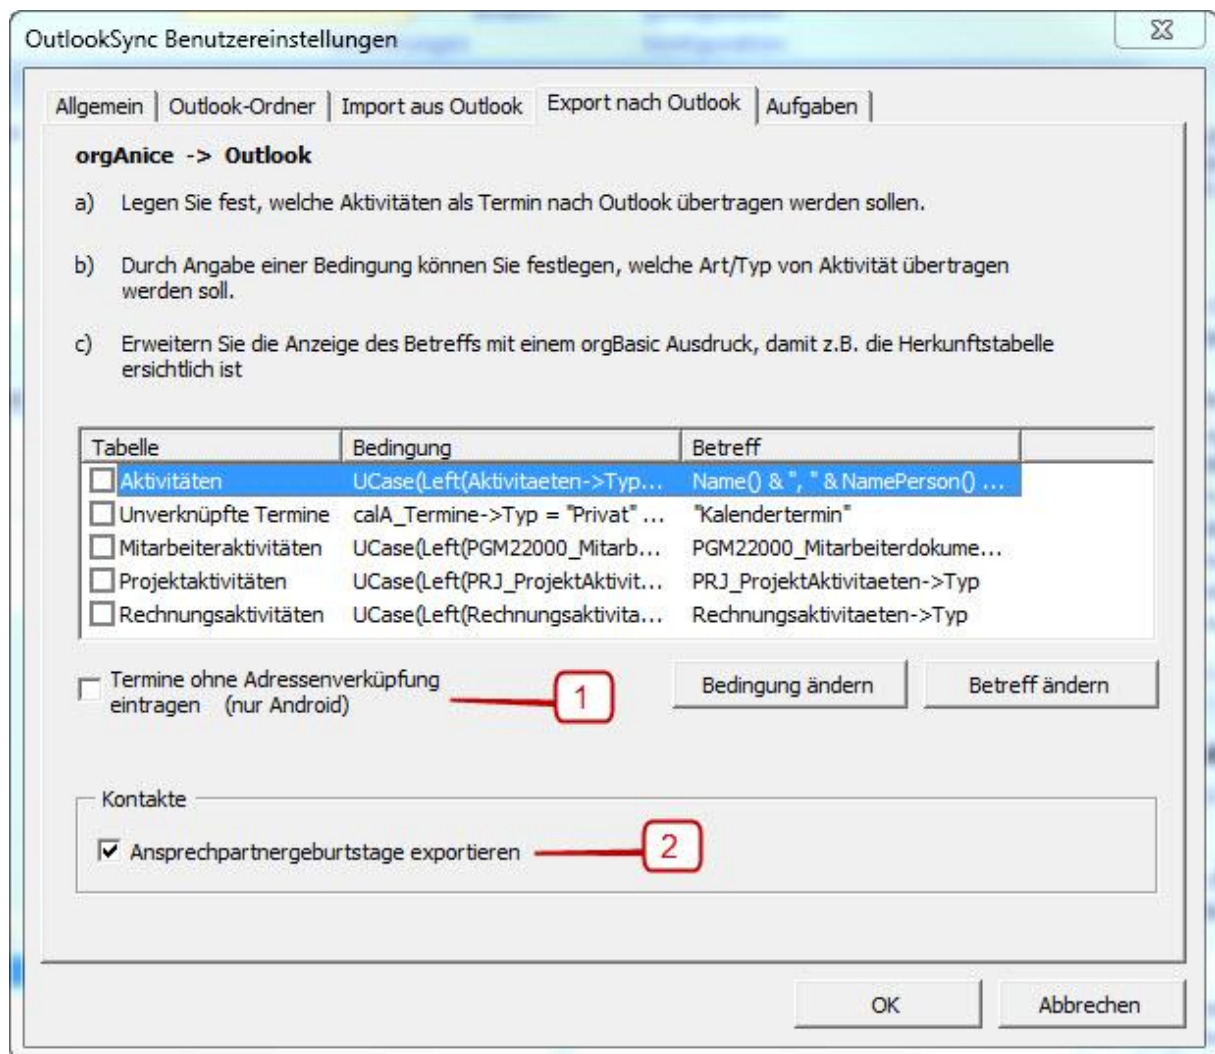 OutlookSync Benutzereinstellungen
Allgemein Outlook-Ordner Import aus Outlook Export nach Outlook Aufgaben
orgAnice -> Outlook
a) Legen Sie fest, welche Aktivitäten als Termin nach Outlook übertragen werden sollen.
b) Durch Angabe einer Bedingung können Sie festlegen, welche Art/Typ von Aktivität übertragen
werden soll.
c) Erweitern Sie die Anzeige des Betreffs mit einem orgBasic Ausdruck, damit z.B. die Herkunftstabelle
ersichtlich ist
Tabelle Bedingung Betreff
Aktivitäten UCase(Left(Aktivitaeten->Typ... Name() & ", " & NamePerson() ...
Unverknüpfte Termine calA_Termine->Typ = "Privat" ... "Kalendertermin"
Mitarbeiteraktivitäten UCase(Left(PGM22000_Mitarb... PGM22000_Mitarbeiterdokume...
Projektaktivitäten UCase(Left(PRJ_ProjektAktivit... PRJ_ProjektAktivitaeten->Typ
Rechnungsaktivitäten UCase(Left(Rechnungsaktivita... Rechnungsaktivitaeten->Typ
Termine ohne Adressenverküpfung
eintragen (nur Android)
1
Bedingung ändern Betreff ändern
Kontakte
Ansprechpartnergeburtstage exportieren
2
OK Abbrechen